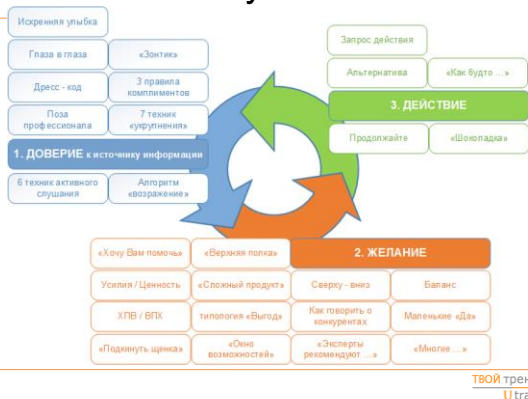 Искренняя улыбка
Глаза в глаза
«Зонтик»
Дресс - код
3 правила
комплиментов
Поза
профессионала
7 техник
«укрупнения»
1. ДОВЕРИЕ к источнику информации
6 техник активного
слушания
Алгоритм
«возражение»
Запрос действия
Альтернатива
«Как будто ...»
3. ДЕЙСТВИЕ
Продолжайте
«Шоколадка»
«Хочу Вам помочь»
«Верхняя полка»
2. ЖЕЛАНИЕ
Усилия / Ценность
«Сложный продукт»
Сверху - вниз
Баланс
ХПВ / ВПХ
типология «Выгод»
Как говорить о
конкурентах
Маленькие «Да»
«Подкинуть щенка»
«Окно
возможностей»
«Эксперты
рекомендуют ...»
«Многие ...»
ТВОЙ трен
U tra